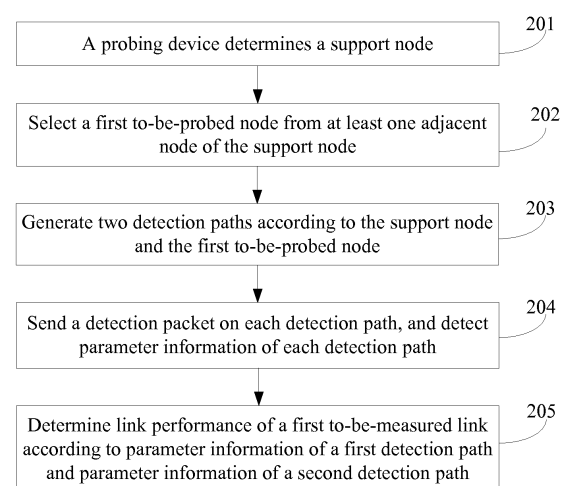 201
A probing device determines a support node
202
Select a first to-be-probed node from at least one adjacent
node of the support node
203
Generate two detection paths according to the support node
and the first to-be-probed node
204
Send a detection packet on each detection path, and detect
parameter information of each detection path
205
Determine link performance of a first to-be-measured link
according to parameter information of a first detection path
and parameter information of a second detection path